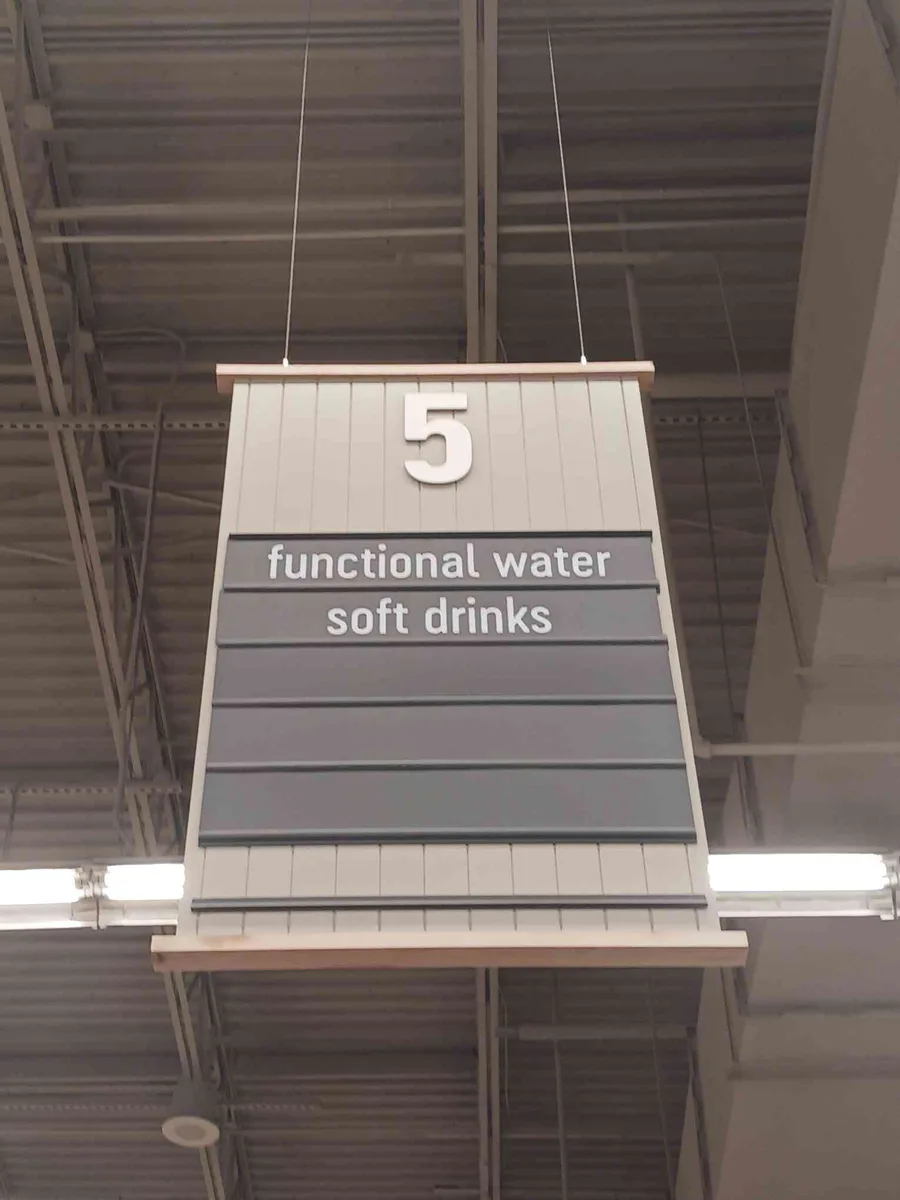 5
functional water
soft drinks